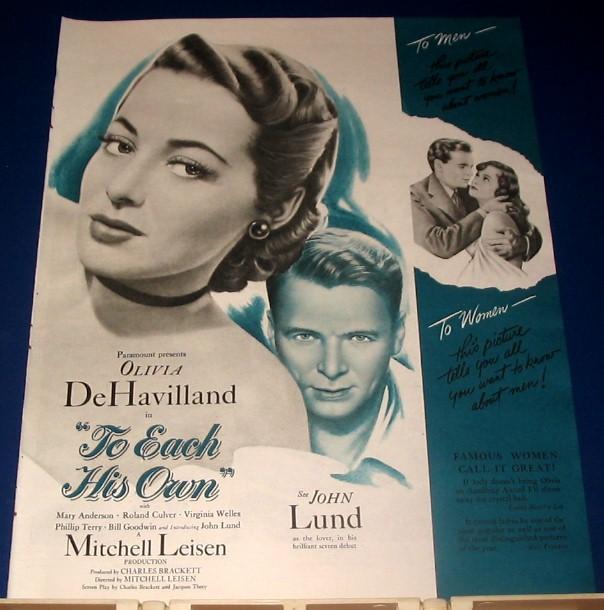 To Men —
this picture
tells you all
you want to know
about women!
To Women —
this picture
tells you all
you want to know
about men!
Paramount presents
OLIVIA
DeHavilland
in
"To Each
His Own"
with
Mary Anderson · Roland Culver · Virginia Welles
Phillip Terry · Bill Goodwin and Introducing John Lund
A
Mitchell Leisen
PRODUCTION
Produced by CHARLES BRACKETT
Directed by MITCHELL LEISEN
Screen Play by Charles Brackett and Jacques Thery
See JOHN
Lund
as the lover, in his
brilliant screen debut
FAMOUS WOMEN
CALL IT GREAT!
of the year.